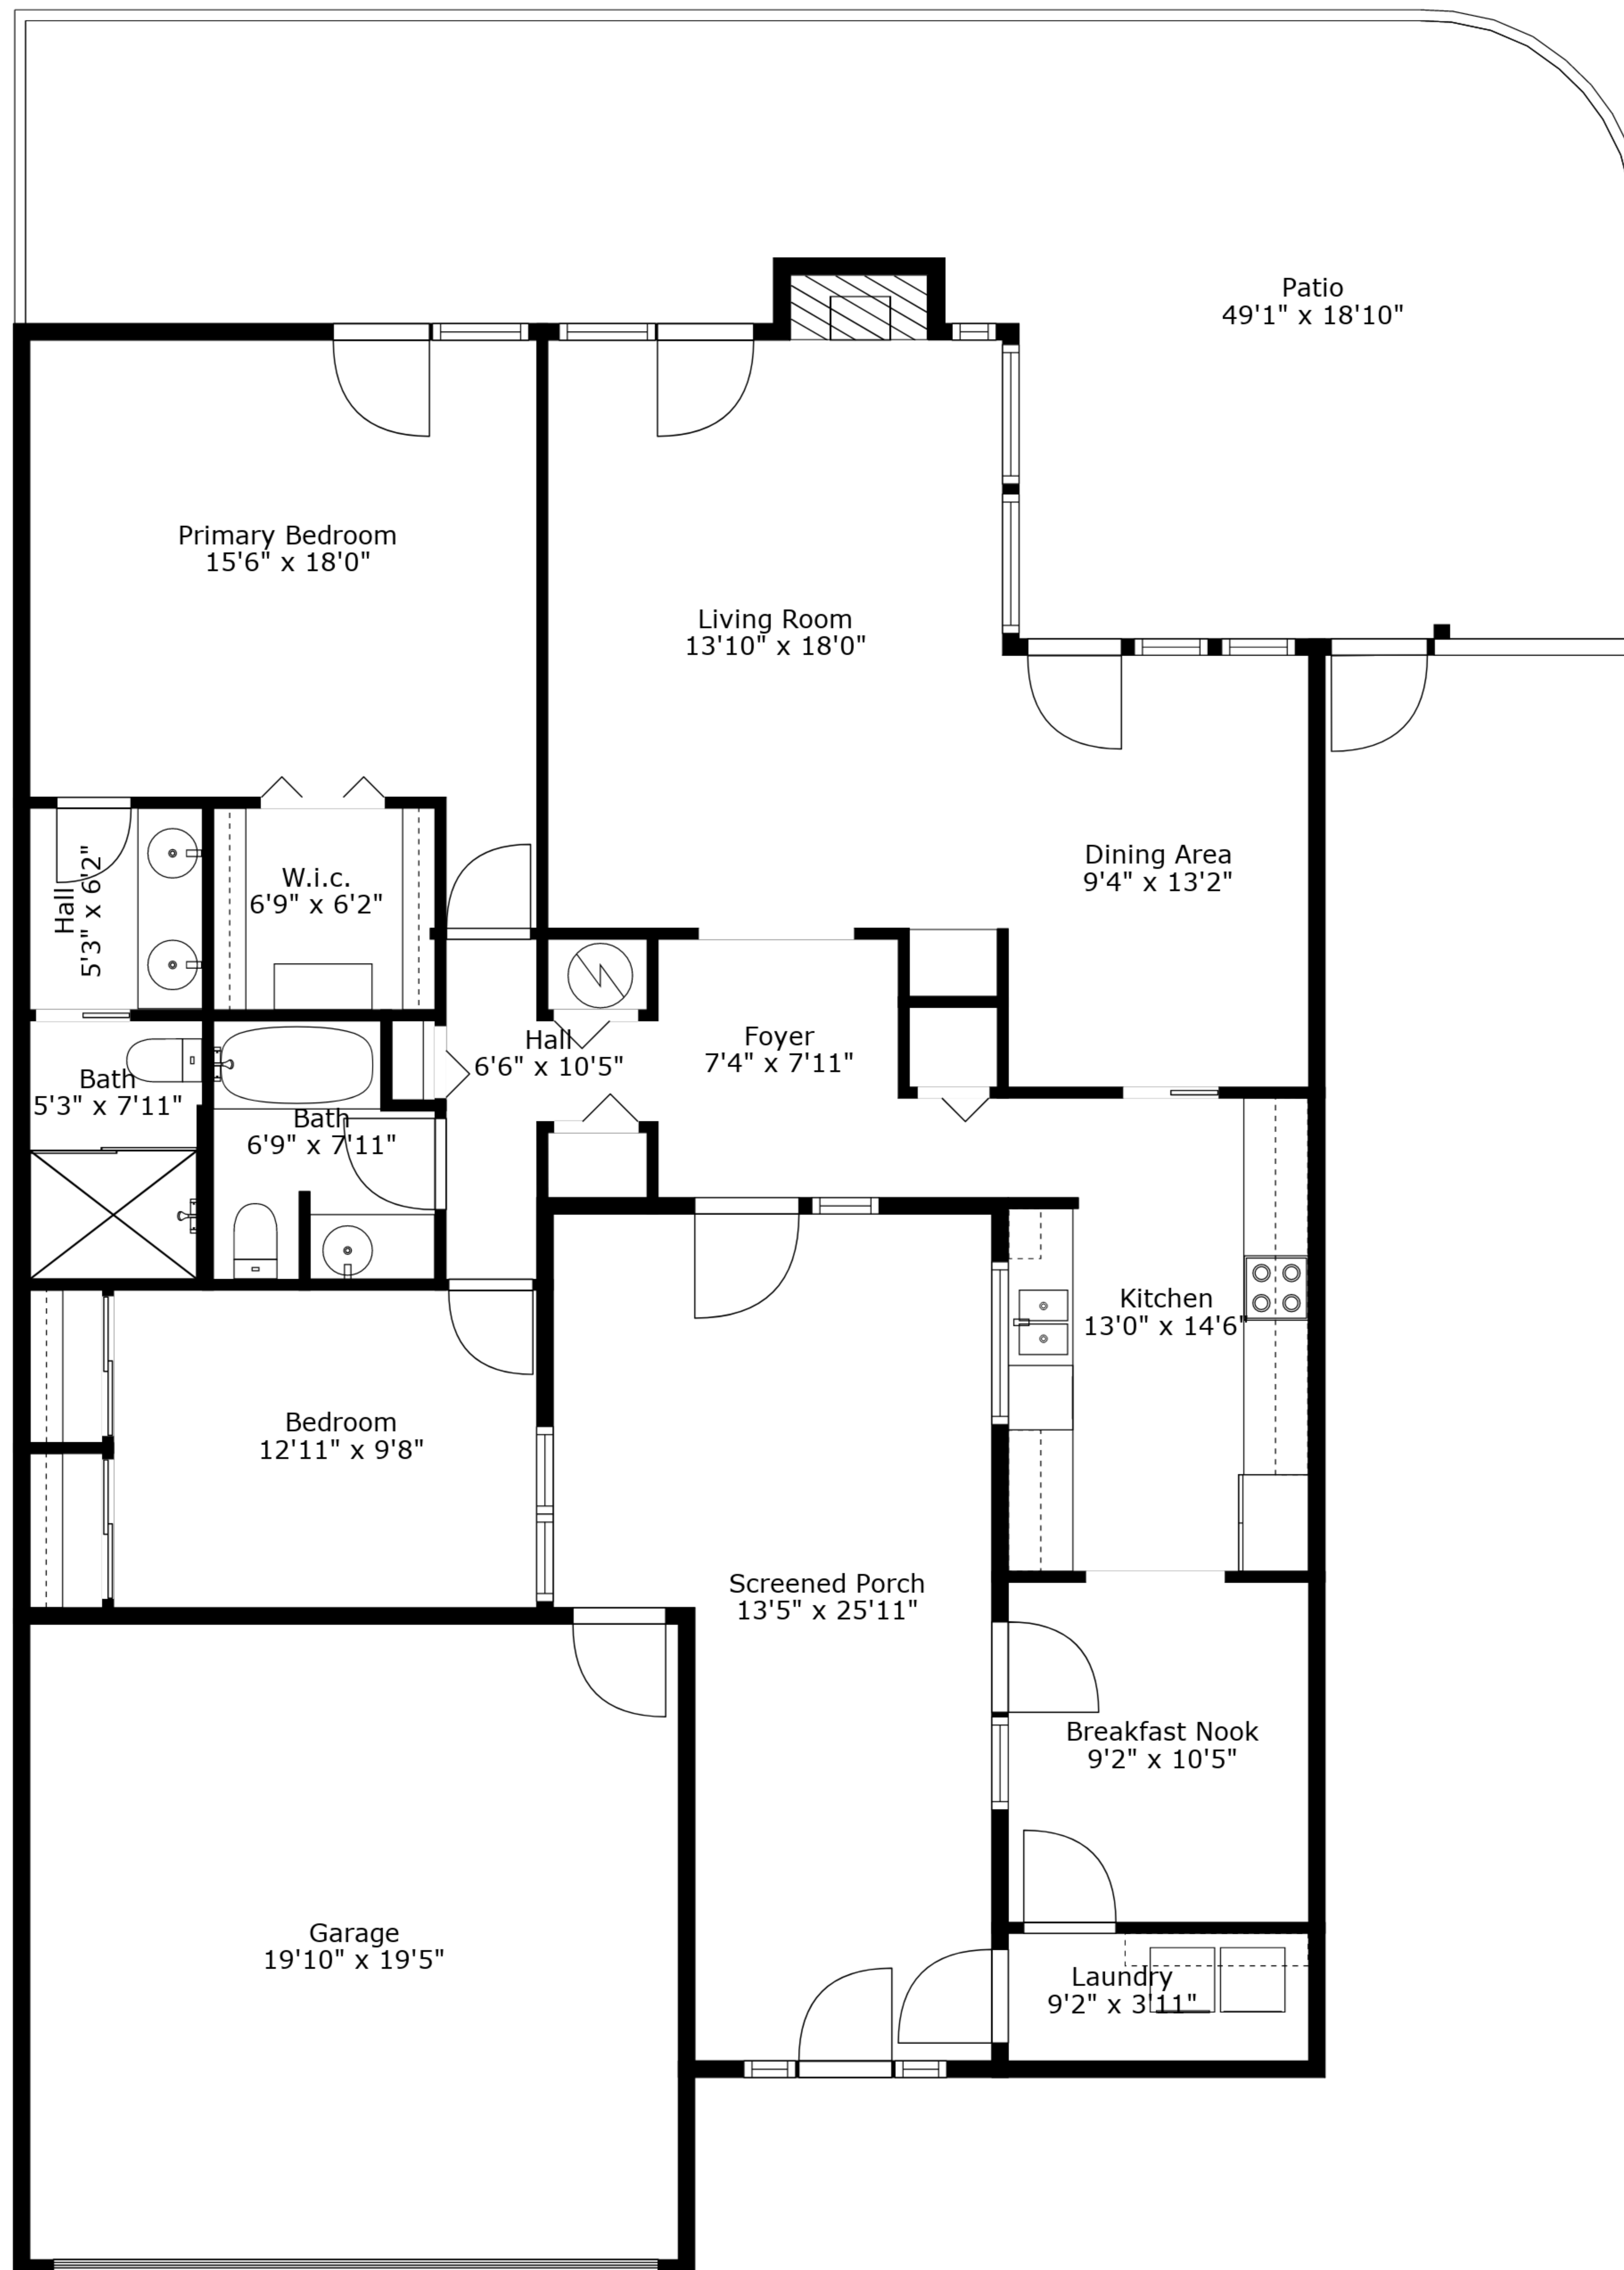 Patio
49'1" x 18'10"
Primary Bedroom
15'6" x 18'0"
Living Room
13'10" x 18'0"
Dining Area
9'4" x 13'2"
Hall
5'3" x 6'2"
W.i.c.
6'9" x 6'2"
Hall
6'6" x 10'5"
Foyer
7'4" x 7'11"
Bath
5'3" x 7'11"
Bath
6'9" x 7'11"
Kitchen
13'0" x 14'6"
Bedroom
12'11" x 9'8"
Screened Porch
13'5" x 25'11"
Breakfast Nook
9'2" x 10'5"
Garage
19'10" x 19'5"
Laundry
9'2" x 3'11"